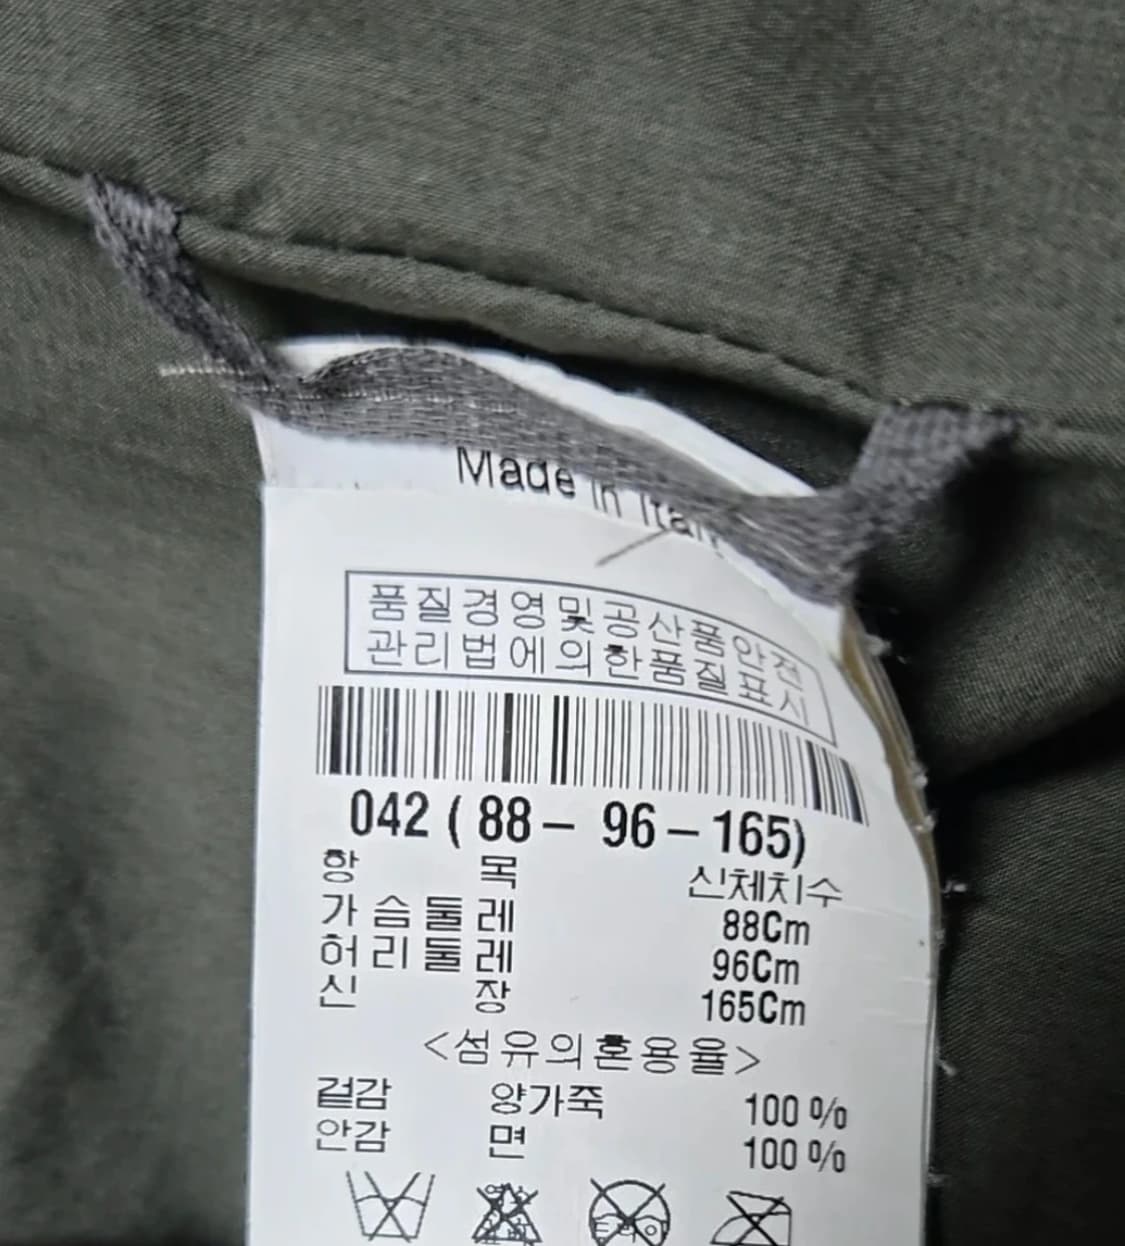 Made in Italy
품질경영및공산품안전
관리법에의한품질표시
042 ( 88 – 96 – 165)
항 목 신체치수
가슴둘레 88Cm
허리둘레 96Cm
신 장 165Cm
<섬유의혼용율>
겉감 양가죽 100 %
안감 면 100 %